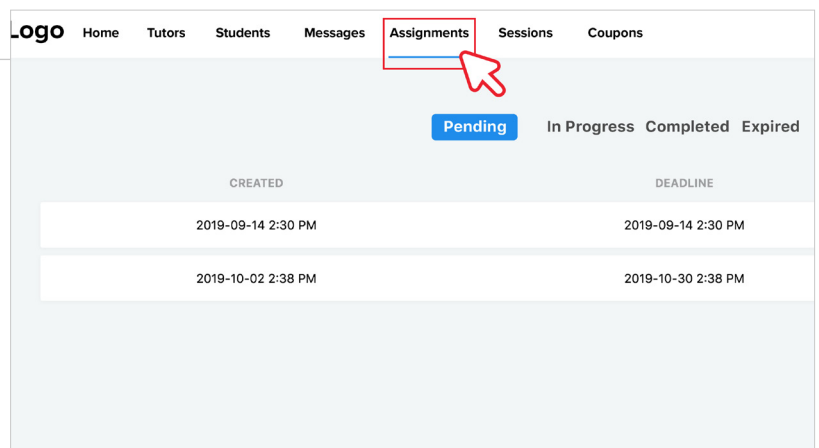 Logo Home Tutors Students Messages Assignments Sessions Coupons
Pending In Progress Completed Expired
CREATED DEADLINE
2019-09-14 2:30 PM 2019-09-14 2:30 PM
2019-10-02 2:38 PM 2019-10-30 2:38 PM